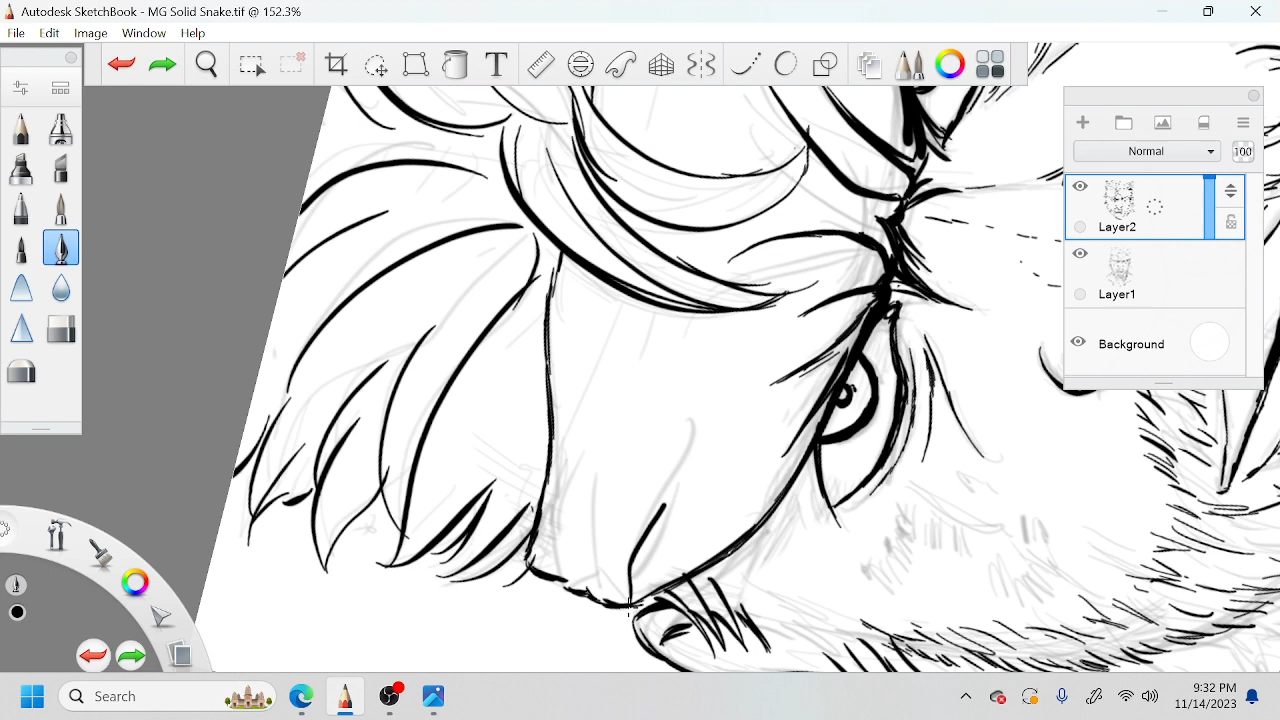 Autodesk SketchBook - MG Solid Snake.tif @ 152.3%
File Edit Image Window Help
T
Normal
100
Layer2
Layer1
Background
Search
9:32 PM
11/14/2023